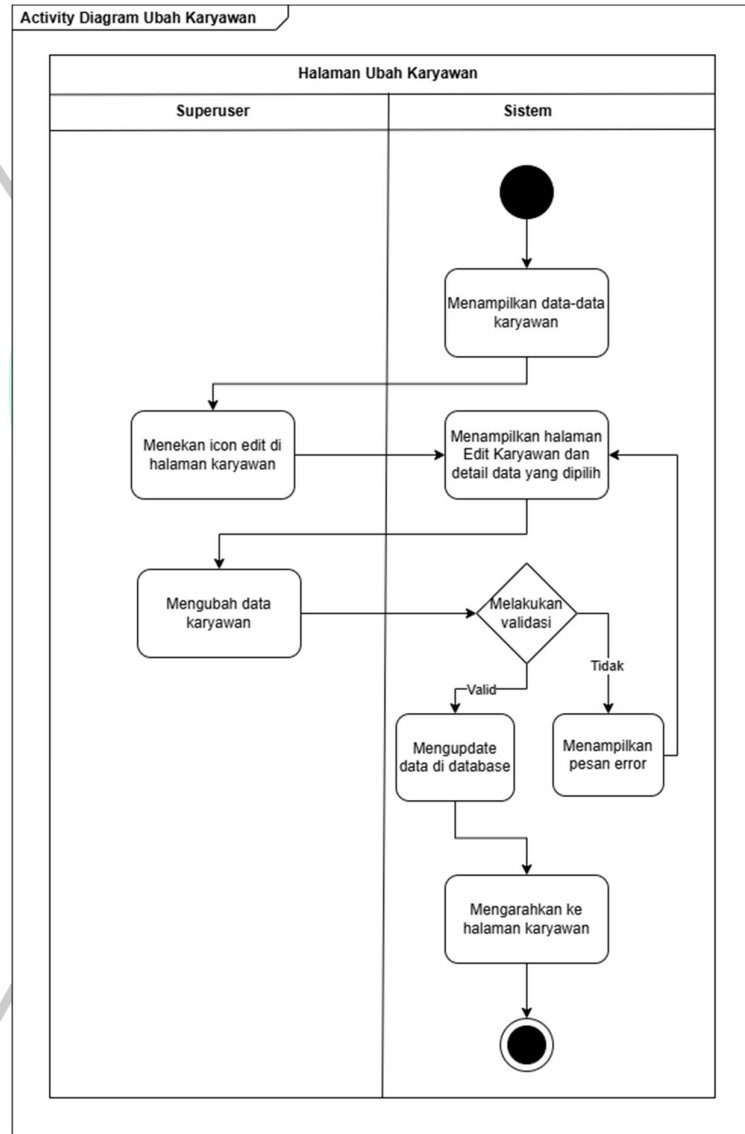 Activity Diagram Ubah Karyawan
Halaman Ubah Karyawan
Superuser
Sistem
Menampilkan data-data
karyawan
Menekan icon edit di
halaman karyawan
Menampilkan halaman
Edit Karyawan dan
detail data yang dipilih
Mengubah data
karyawan
Melakukan
validasi
Tidak
Valid
Mengupdate
data di database
Menampilkan
pesan error
Mengarahkan ke
halaman karyawan